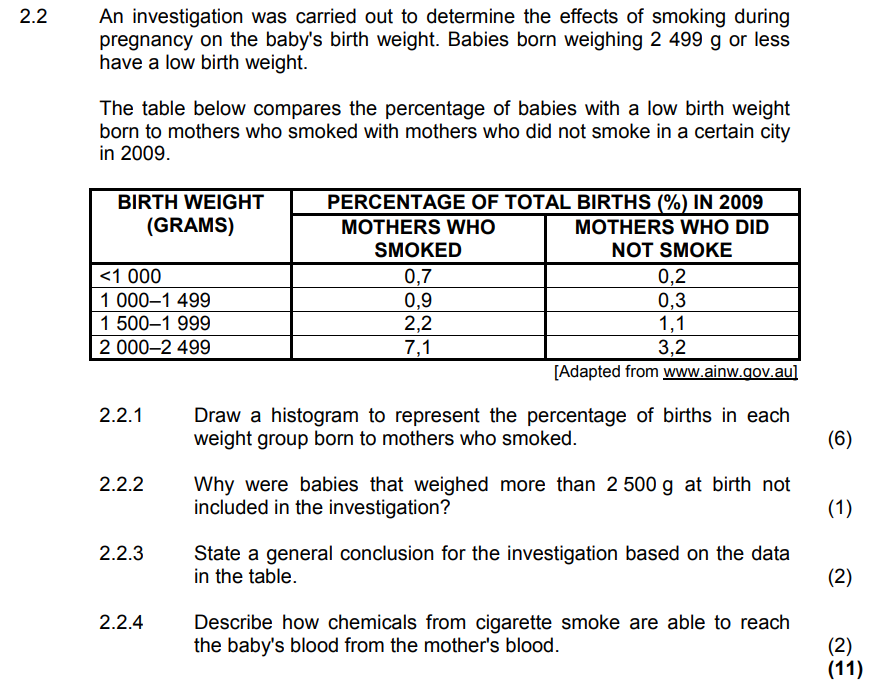 2.2 An investigation was carried out to determine the effects of smoking during
pregnancy on the baby's birth weight. Babies born weighing 2 499 g or less
have a low birth weight.
The table below compares the percentage of babies with a low birth weight
born to mothers who smoked with mothers who did not smoke in a certain city
in 2009.
BIRTH WEIGHT (GRAMS) PERCENTAGE OF TOTAL BIRTHS (%) IN 2009
MOTHERS WHO SMOKED MOTHERS WHO DID NOT SMOKE
<1 000 0,7 0,2
1 000–1 499 0,9 0,3
1 500–1 999 2,2 1,1
2 000–2 499 7,1 3,2
[Adapted from www.ainw.gov.au]
2.2.1 Draw a histogram to represent the percentage of births in each
weight group born to mothers who smoked. (6)
2.2.2 Why were babies that weighed more than 2 500 g at birth not
included in the investigation? (1)
2.2.3 State a general conclusion for the investigation based on the data
in the table. (2)
2.2.4 Describe how chemicals from cigarette smoke are able to reach
the baby's blood from the mother's blood. (2)
(11)